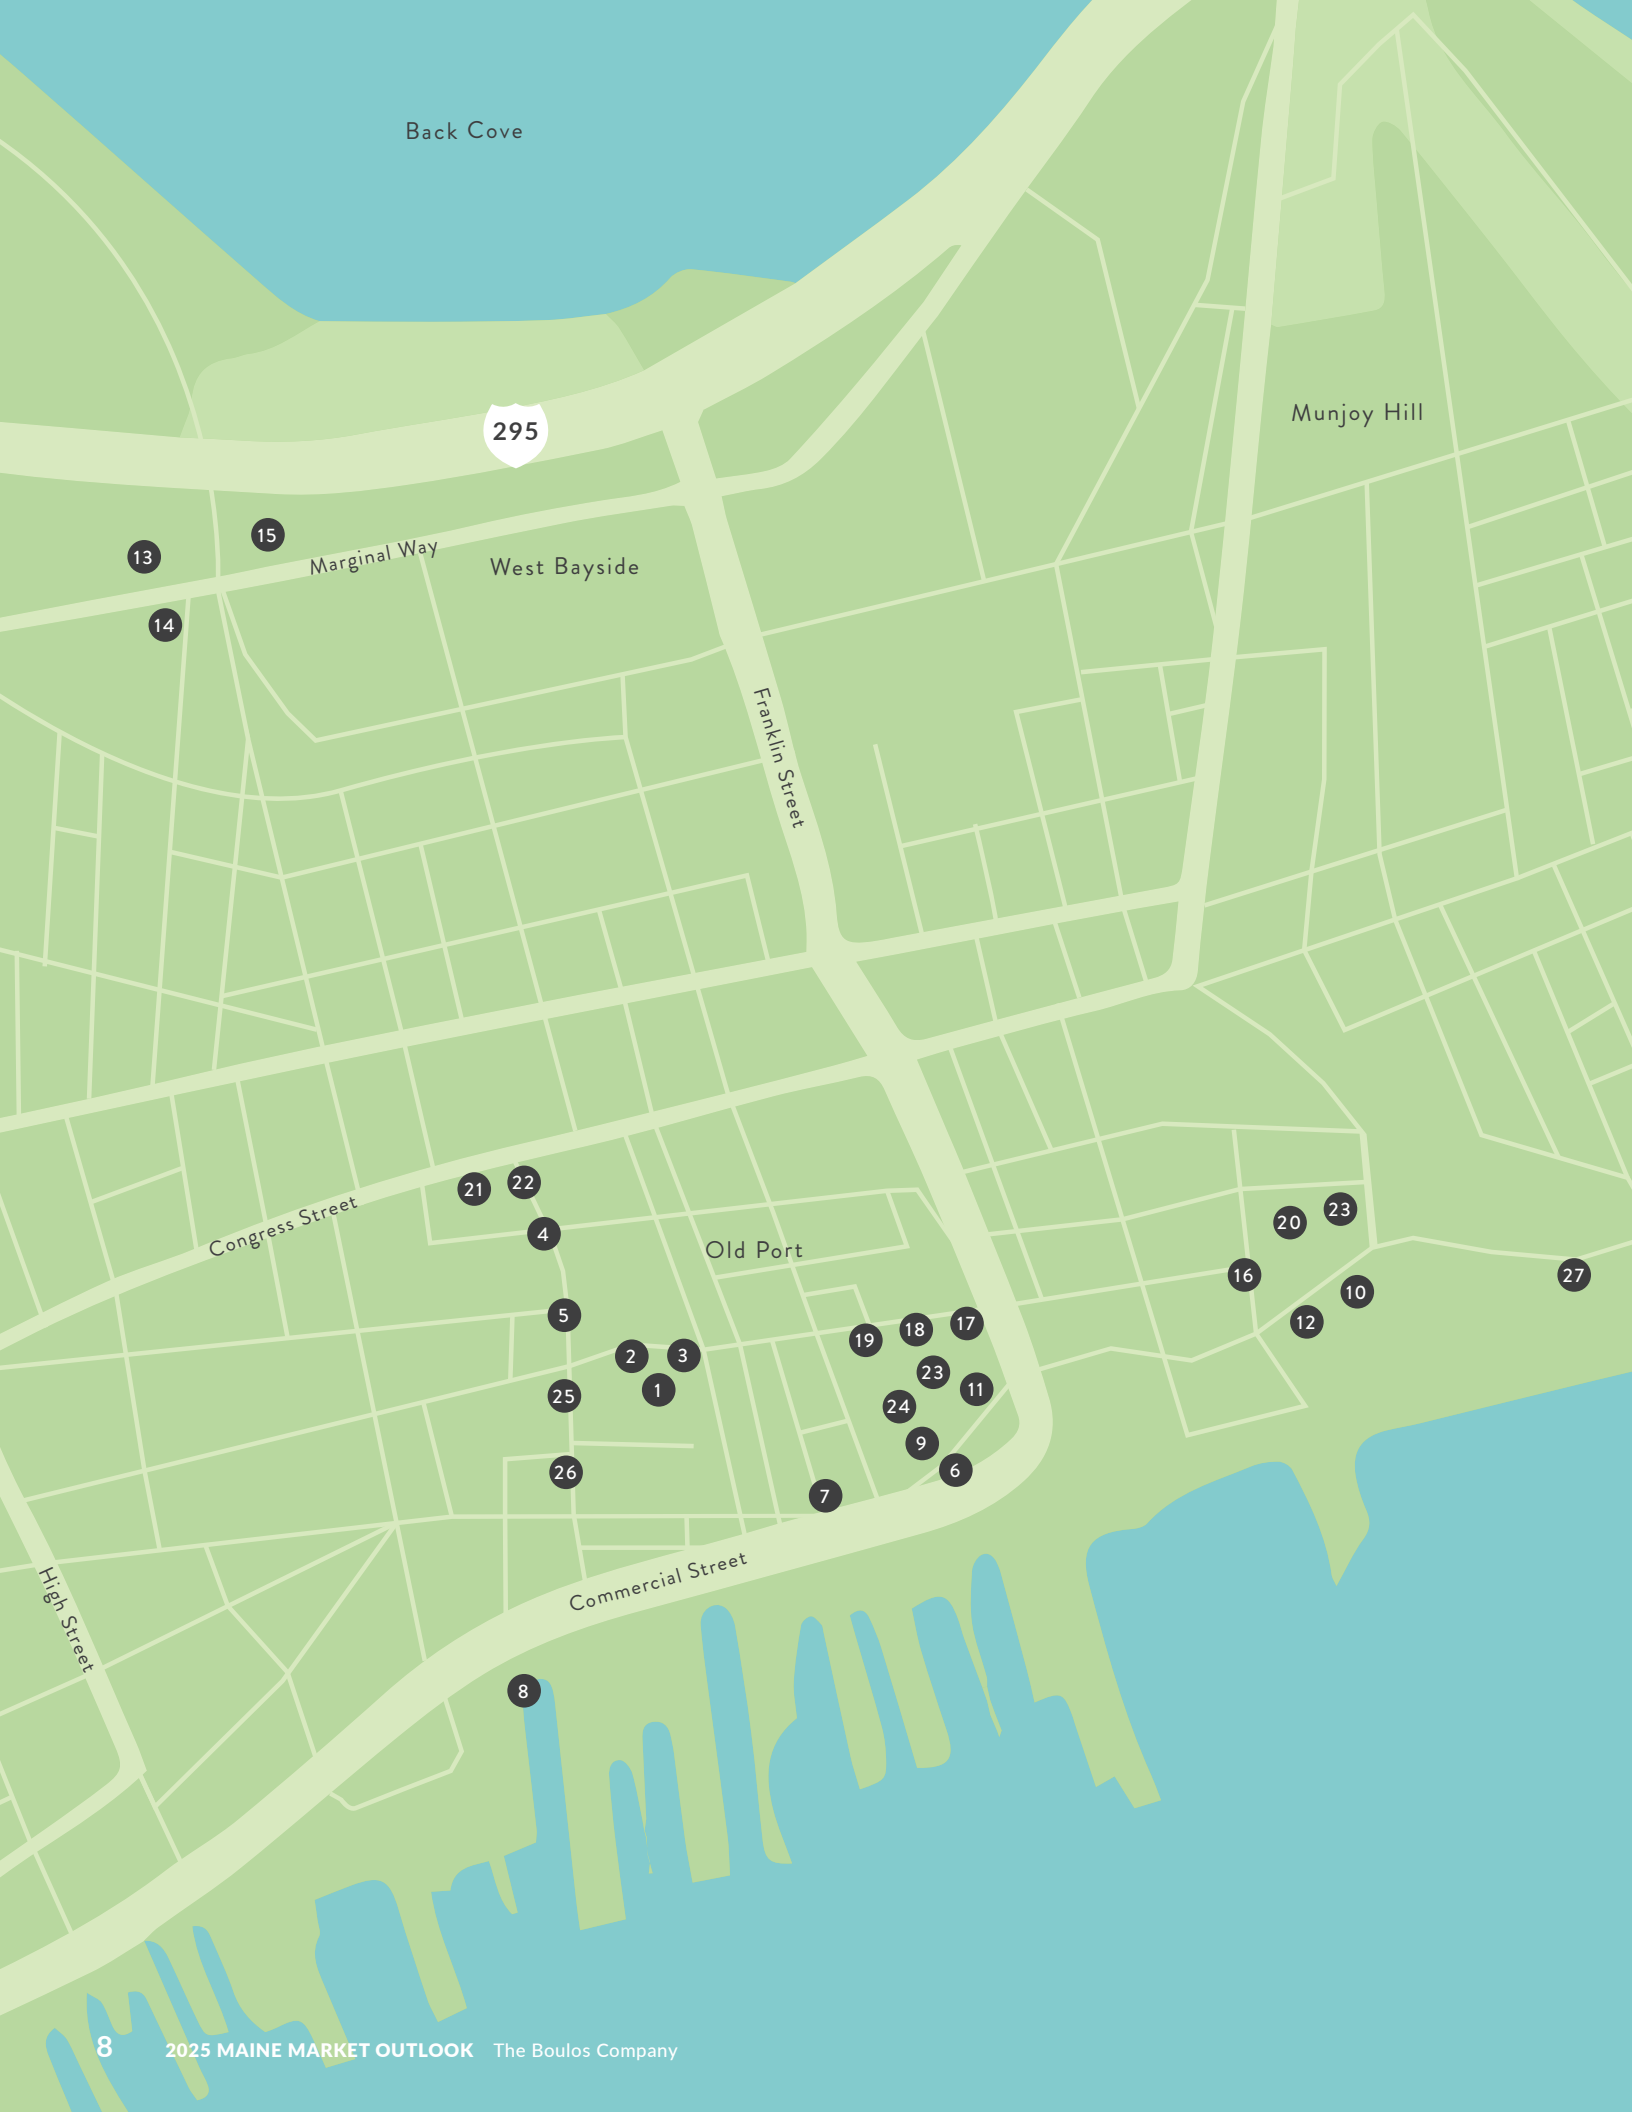 Back Cove
295
Munjoy Hill
15
13
Marginal Way
West Bayside
14
Franklin Street
21
22
Congress Street
4
Old Port
23
20
16
27
10
5
12
17
18
19
2
3
23
1
11
25
24
9
6
26
7
Commercial Street
High Street
8
8 2025 MAINE MARKET OUTLOOK The Boulos Company